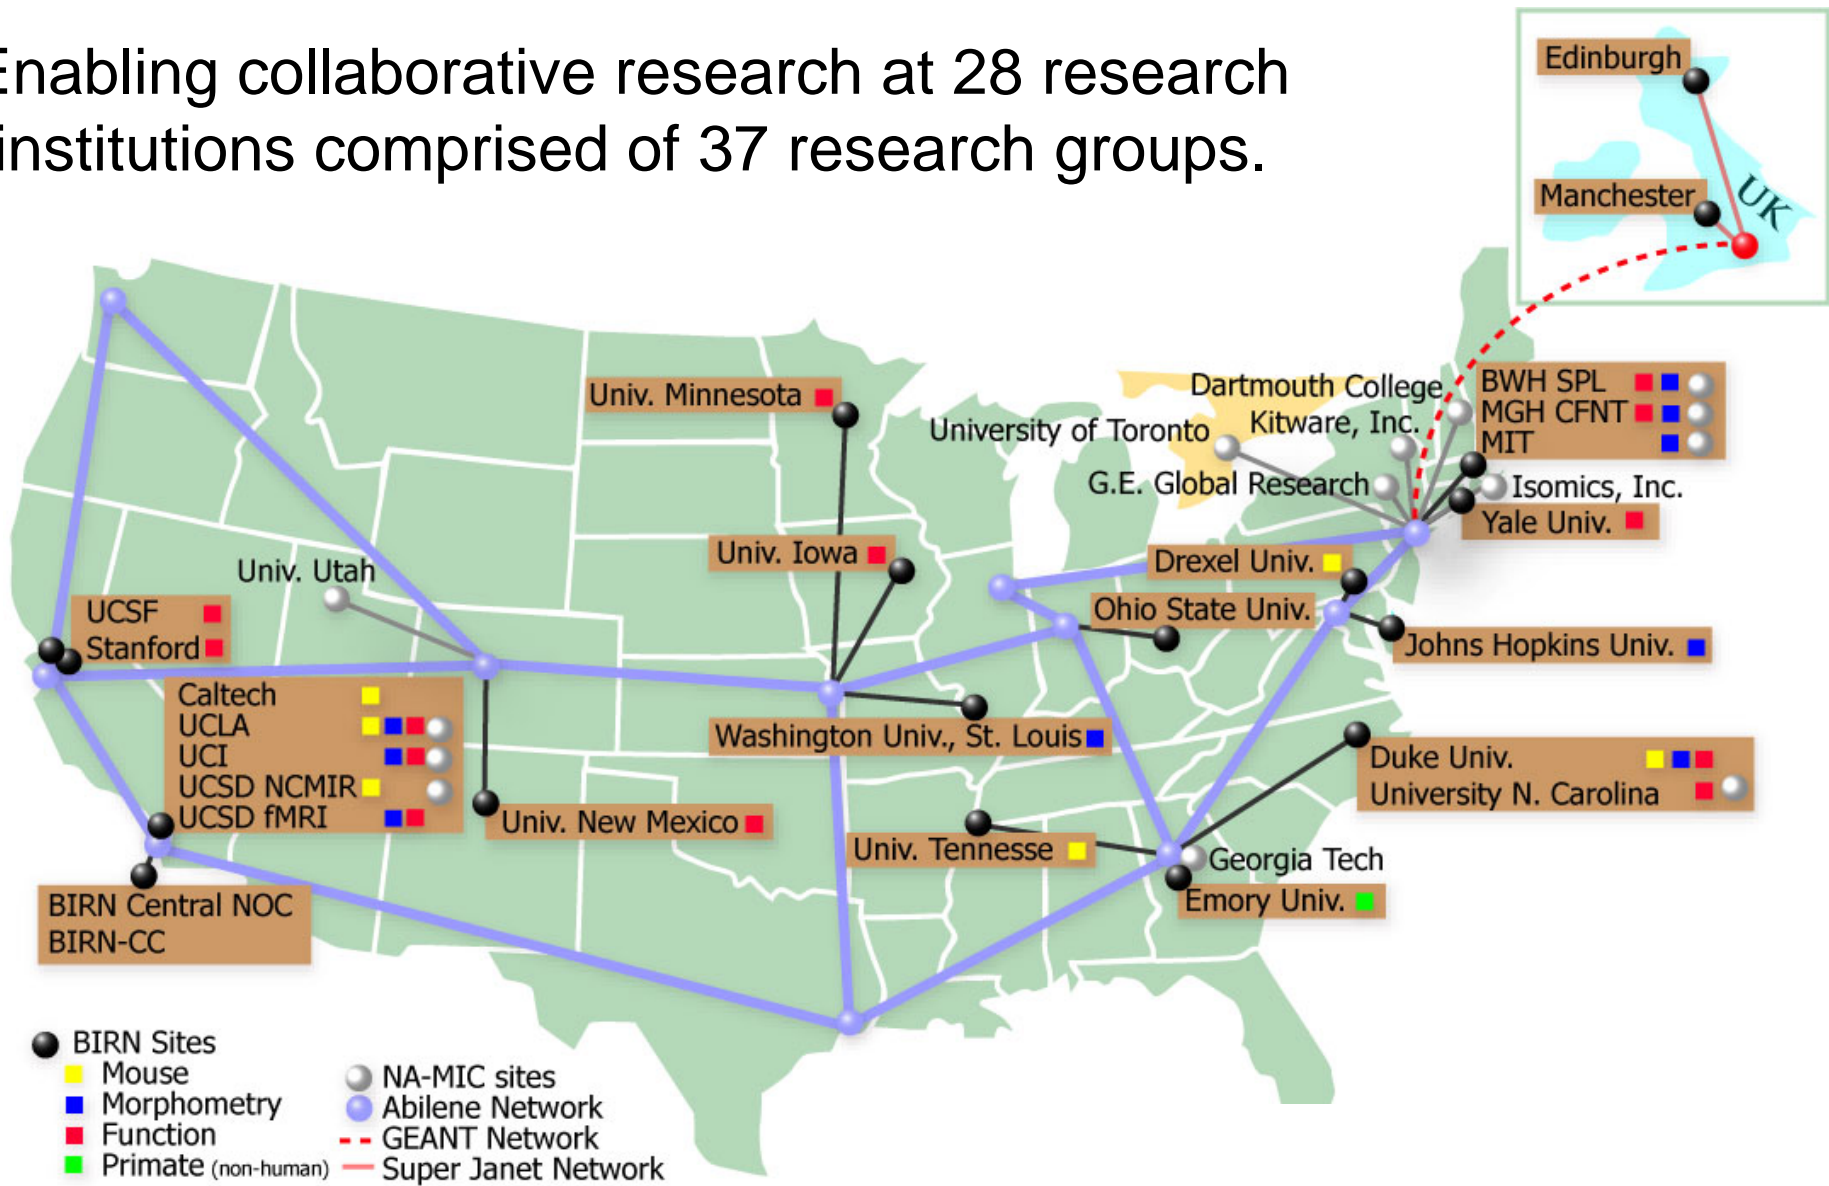 Enabling collaborative research at 28 research
institutions comprised of 37 research groups.
Edinburgh
Manchester
UK
Univ. Minnesota
Dartmouth College
University of Toronto
Kitware, Inc.
G.E. Global Research
BWH SPL
MGH CFNT
MIT
Isomics, Inc.
Yale Univ.
Univ. Iowa
Drexel Univ.
Univ. Utah
UCSF
Stanford
Ohio State Univ.
Johns Hopkins Univ.
Caltech
UCLA
UCI
UCSD NCMIR
UCSD fMRI
Washington Univ., St. Louis
Duke Univ.
University N. Carolina
Univ. New Mexico
Univ. Tennesse
Georgia Tech
Emory Univ.
BIRN Central NOC
BIRN-CC
BIRN Sites
Mouse
Morphometry
Function
Primate (non-human)
NA-MIC sites
Abilene Network
GEANT Network
Super Janet Network